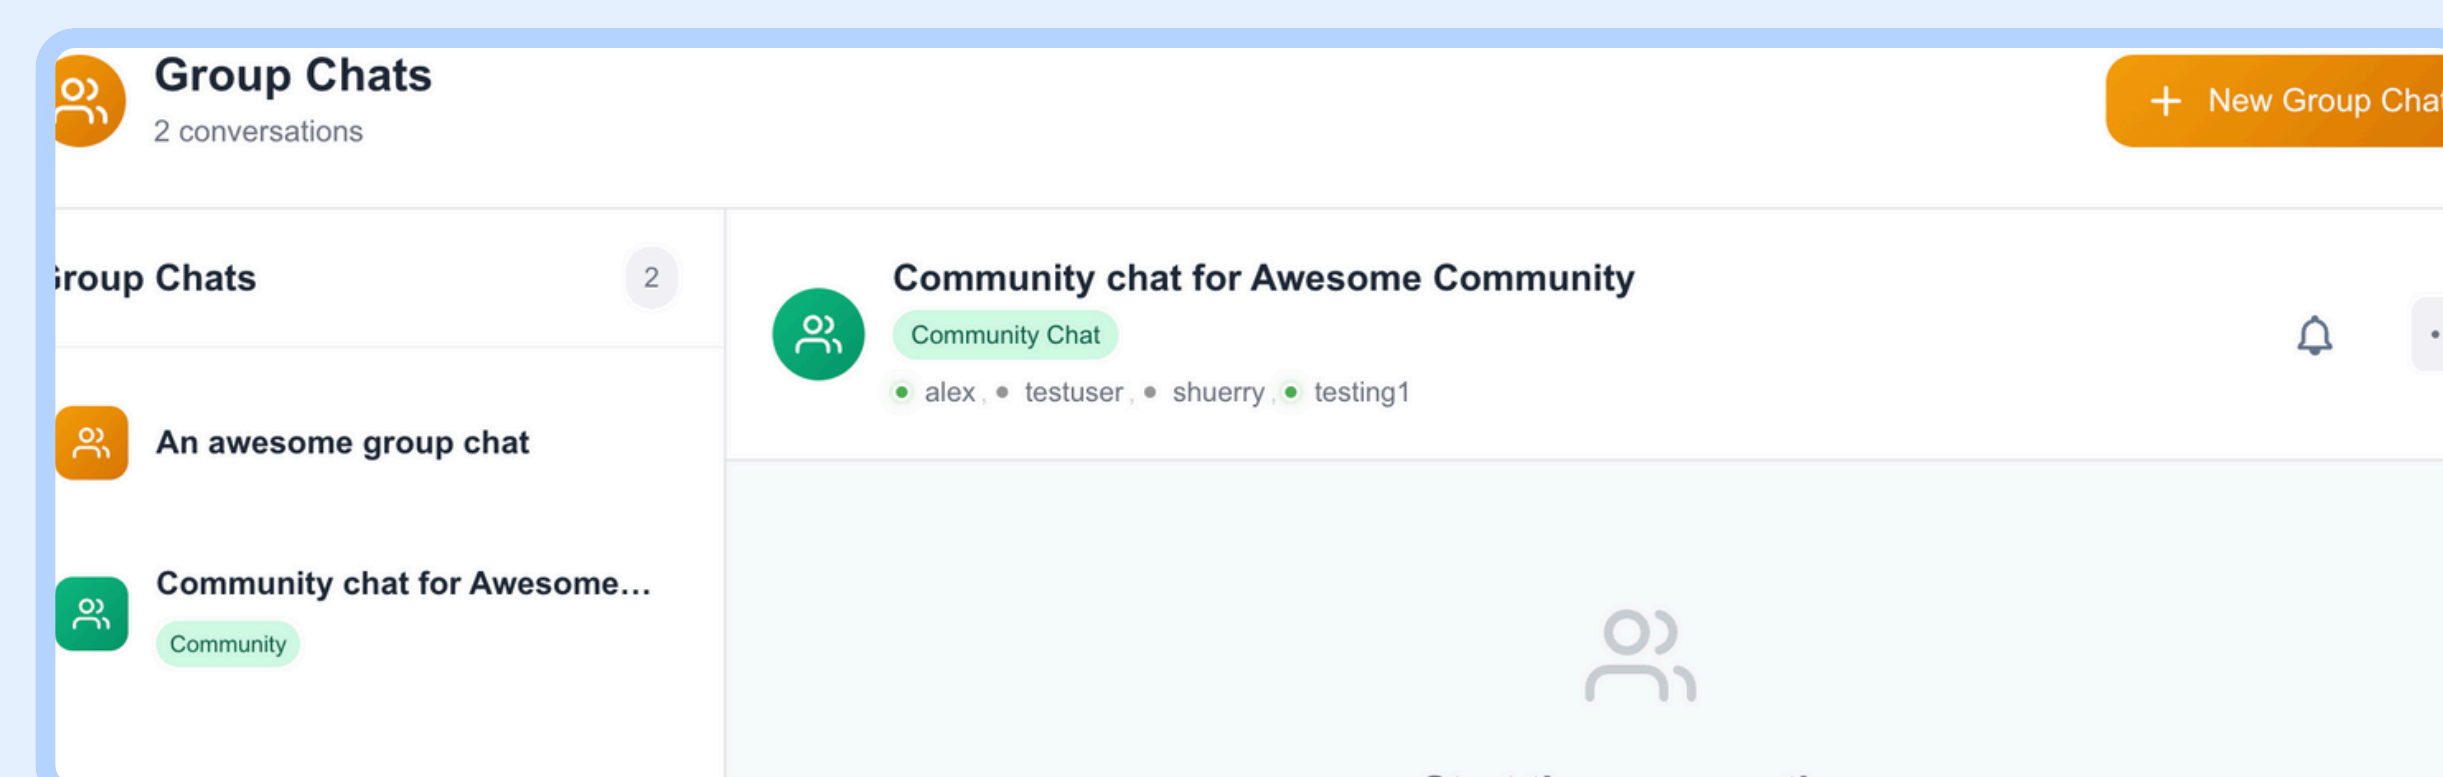 Group Chats
2 conversations
+ New Group Chat
Group Chats
2
An awesome group chat
Community chat for Awesome...
Community
Community chat for Awesome Community
Community Chat
alex, testuser, shuerry, testing1